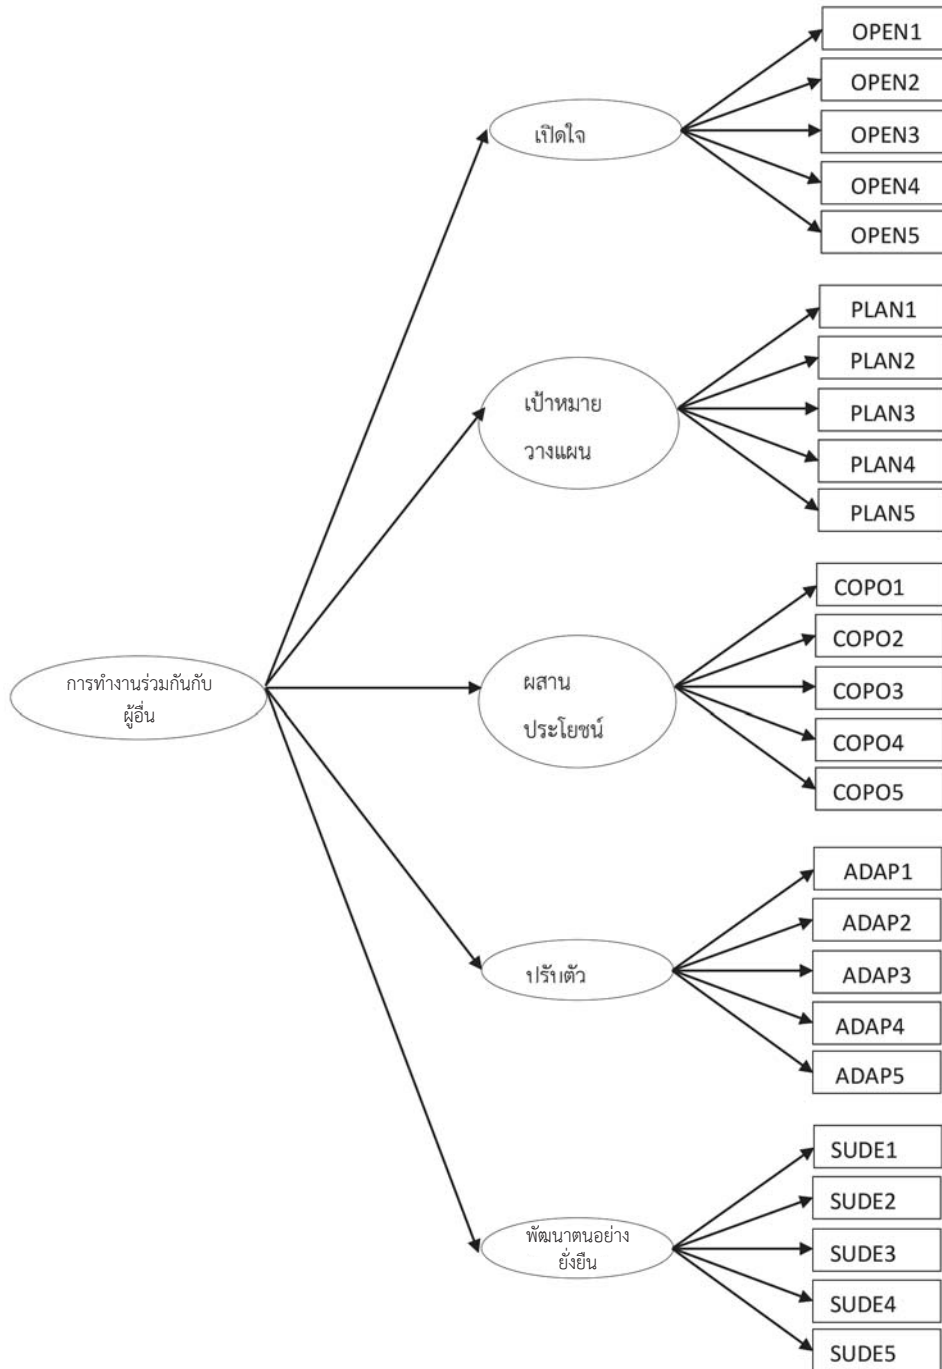 OPEN1
OPEN2
เปิดใจ
OPEN3
OPEN4
OPEN5
PLAN1
PLAN2
เป้าหมาย
วางแผน
PLAN3
PLAN4
PLAN5
COPO1
COPO2
การทำงานร่วมกันกับ
ผู้อื่น
ผสาน
ประโยชน์
COPO3
COPO4
COPO5
ADAP1
ADAP2
ปรับตัว
ADAP3
ADAP4
ADAP5
SUDE1
SUDE2
พัฒนาตนอย่าง
ยั่งยืน
SUDE3
SUDE4
SUDE5